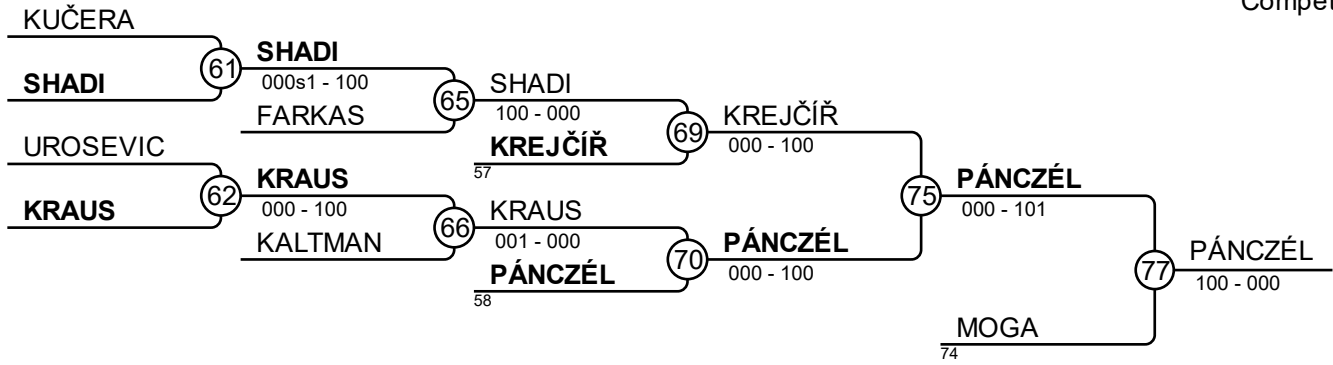 Compet
KUČERA
SHADI
61
SHADI
000s1 - 100
FARKAS
65
SHADI
100 - 000
KREJČÍŘ
57
69
KREJČÍŘ
000 - 100
UROSEVIC
KRAUS
62
KRAUS
000 - 100
KALTMAN
66
KRAUS
001 - 000
PÁNCZÉL
58
70
PÁNCZÉL
000 - 100
75
PÁNCZÉL
000 - 101
MOGA
74
77
PÁNCZÉL
100 - 000